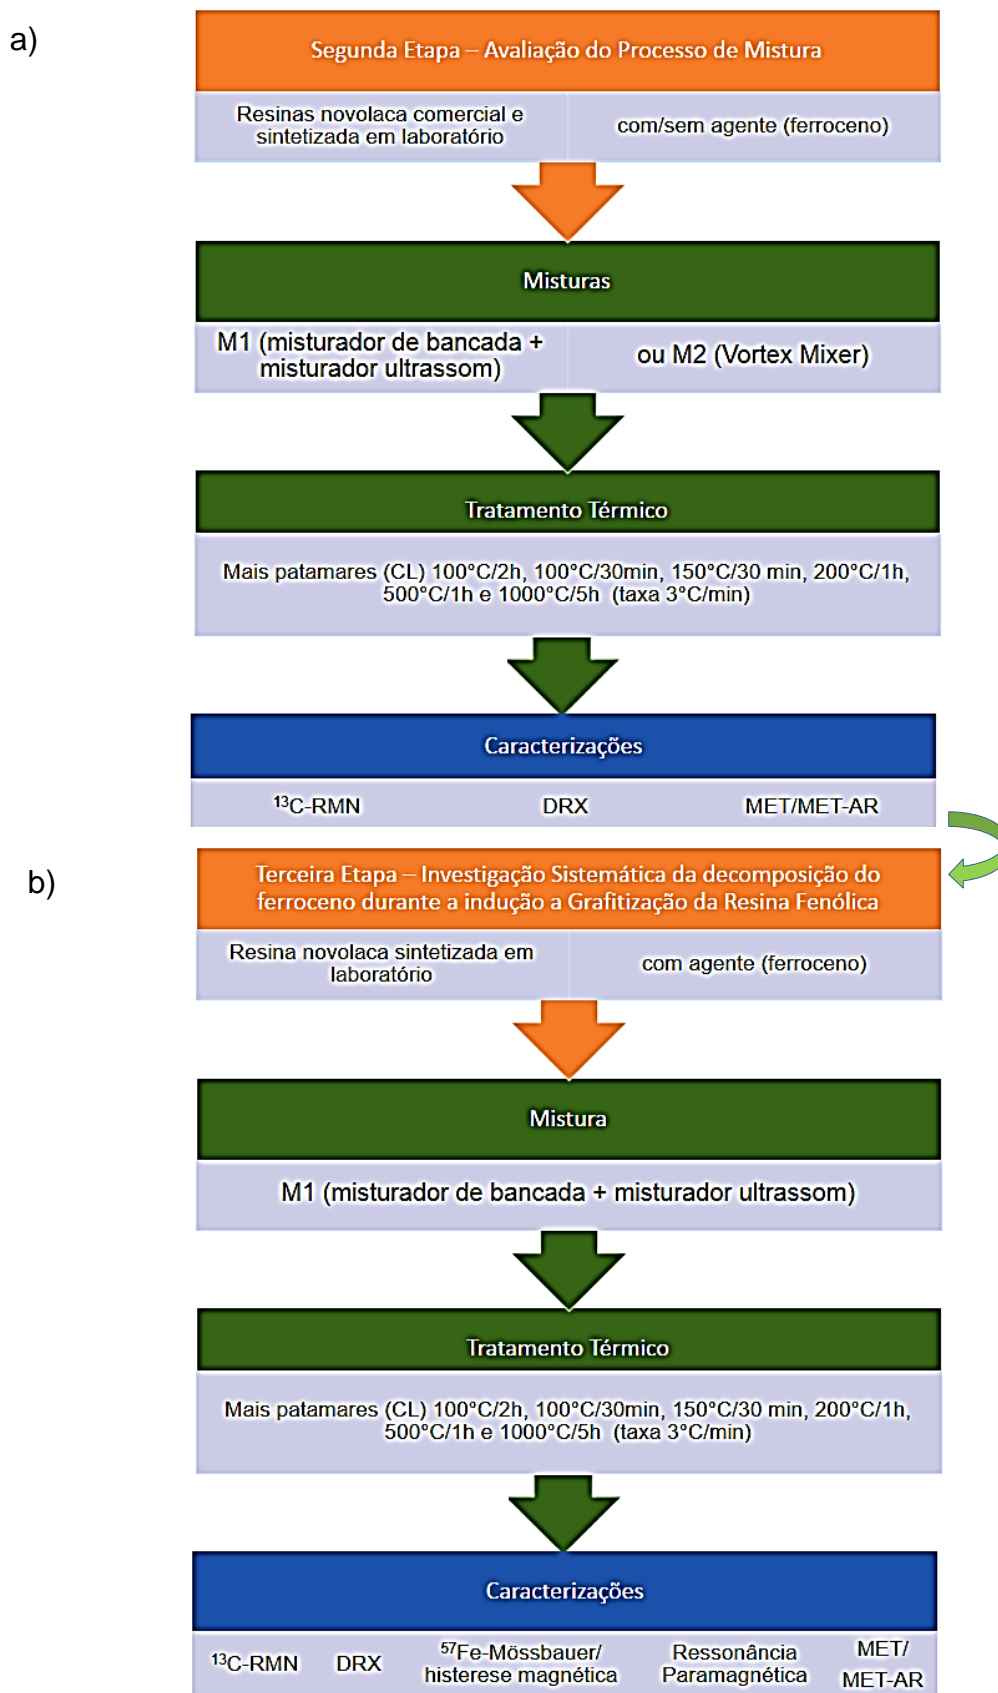 a)
Segunda Etapa – Avaliação do Processo de Mistura
Resinas novolaca comercial e
sintetizada em laboratório
com/sem agente (ferroceno)
Misturas
M1 (misturador de bancada +
misturador ultrassom)
ou M2 (Vortex Mixer)
Tratamento Térmico
Mais patamares (CL) 100°C/2h, 100°C/30min, 150°C/30 min, 200°C/1h,
500°C/1h e 1000°C/5h (taxa 3°C/min)
Caracterizações
¹³C-RMN
DRX
MET/MET-AR
b)
Terceira Etapa – Investigação Sistemática da decomposição do
ferroceno durante a indução a Grafitização da Resina Fenólica
Resina novolaca sintetizada em
laboratório
com agente (ferroceno)
Mistura
M1 (misturador de bancada + misturador ultrassom)
Tratamento Térmico
Mais patamares (CL) 100°C/2h, 100°C/30min, 150°C/30 min, 200°C/1h,
500°C/1h e 1000°C/5h (taxa 3°C/min)
Caracterizações
¹³C-RMN
DRX
⁵⁷Fe-Mössbauer/
histerese magnética
Ressonância
Paramagnética
MET/
MET-AR